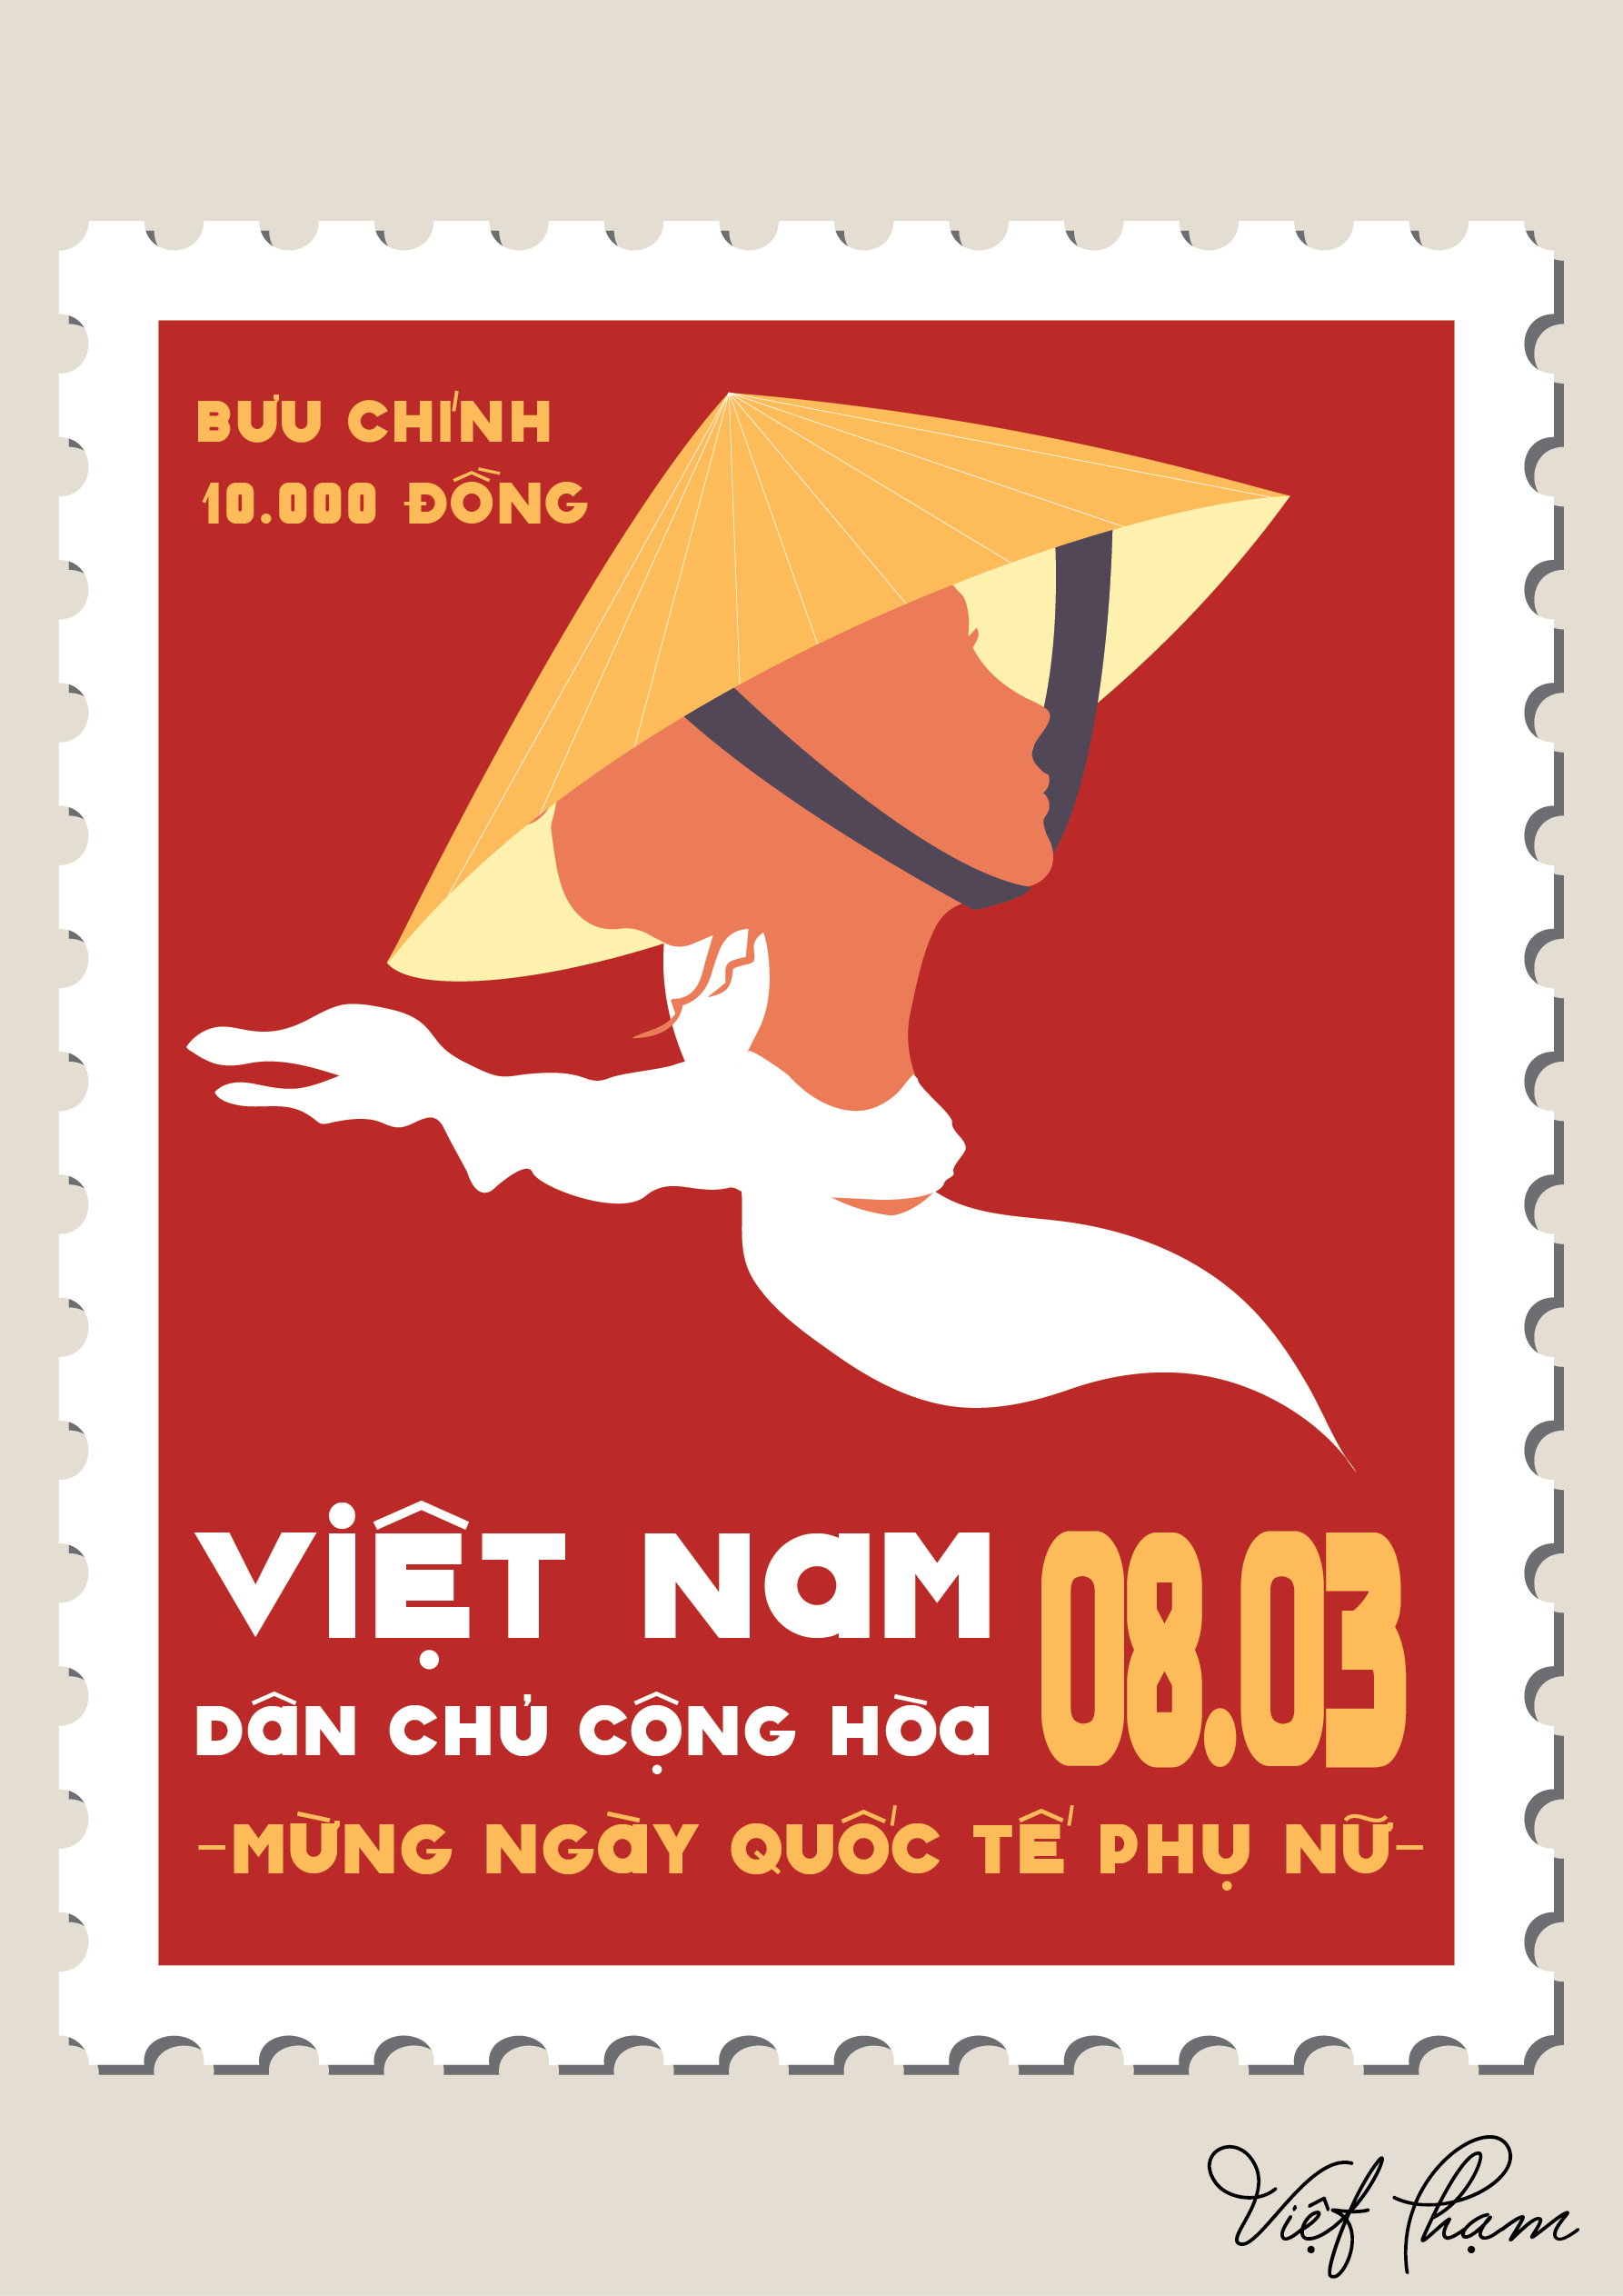 BƯU CHÍNH
10.000 ĐỒNG
VIỆT NAM
08.03
DÂN CHỦ CỘNG HÒA
–MỪNG NGÀY QUỐC TẾ PHỤ NỮ–
Việt Phạm